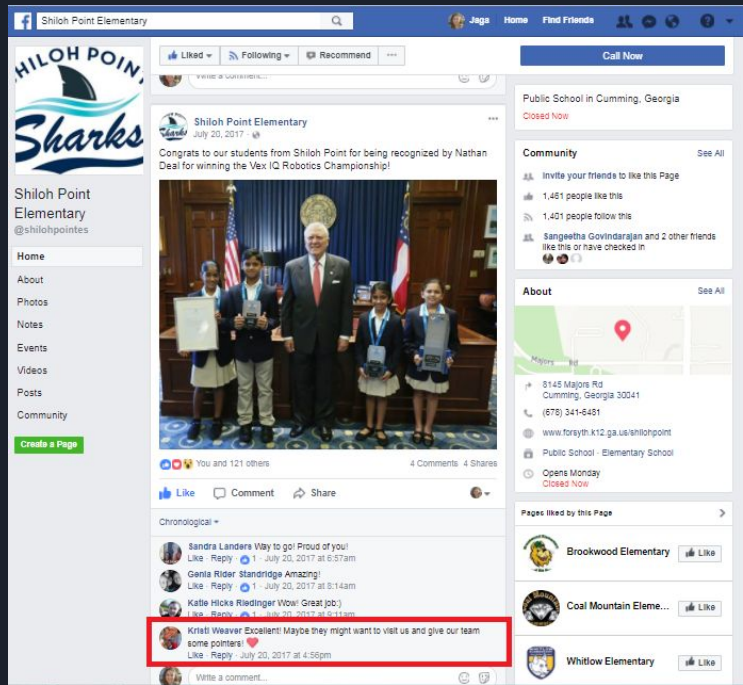 Shiloh Point Elementary
Jaga Home Find Friends
SHILOH POINT
Sharks
Shiloh Point
Elementary
@shilohpointes
Home
About
Photos
Notes
Events
Videos
Posts
Community
Create a Page
Liked Following Recommend ...
Write a comment...
Shiloh Point Elementary
July 20, 2017 ·
Congrats to our students from Shiloh Point for being recognized by Nathan
Deal for winning the Vex IQ Robotics Championship!
You and 121 others
4 Comments 4 Shares
Like Comment Share
Chronological
Sandra Landers Way to go! Proud of you!
Like · Reply · 1 · July 20, 2017 at 6:57am
Genia Rider Standridge Amazing!
Like · Reply · 1 · July 20, 2017 at 8:14am
Katie Hicks Riedinger Wow! Great job:)
Like · Reply · 1 · July 20, 2017 at 9:11am
Kristi Weaver Excellent! Maybe they might want to visit us and give our team
some pointers! ❤
Like · Reply · July 20, 2017 at 4:56pm
Write a comment...
Call Now
Public School in Cumming, Georgia
Closed Now
Community See All
Invite your friends to like this Page
1,461 people like this
1,401 people follow this
Sangeetha Govindarajan and 2 other friends
like this or have checked in
About See All
Majors Rd
8145 Majors Rd
Cumming, Georgia 30041
(678) 341-6481
www.forsyth.k12.ga.us/shilohpoint
Public School · Elementary School
Opens Monday
Closed Now
Pages liked by this Page
Brookwood Elementary Like
Coal Mountain Eleme... Like
Whitlow Elementary Like